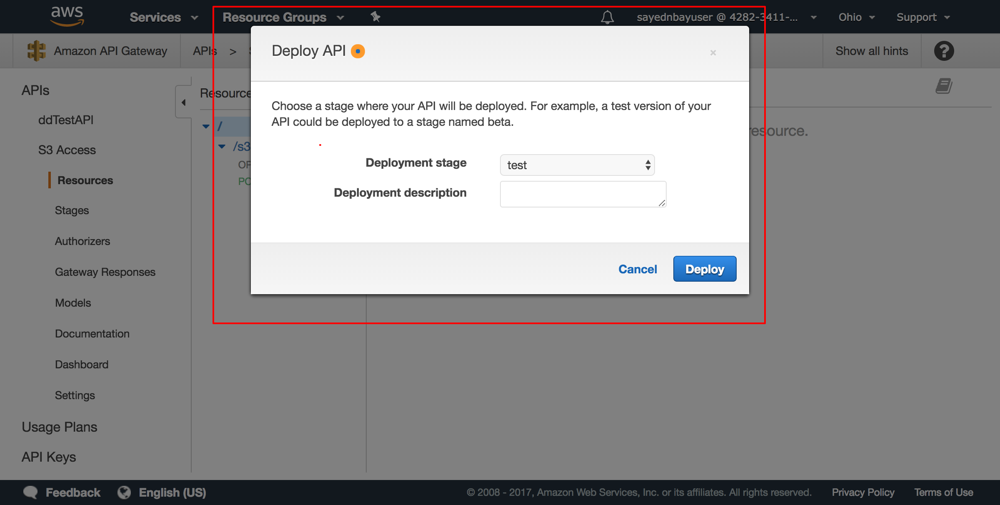 aws
Services
Resource Groups
sayednbayuser @ 4282-3411-...
Ohio
Support
Amazon API Gateway
APIs >
Show all hints
Deploy API
×
APIs
ddTestAPI
S3 Access
Resources
Stages
Authorizers
Gateway Responses
Models
Documentation
Dashboard
Settings
Usage Plans
API Keys
Resource
/
/s3
resource.
Choose a stage where your API will be deployed. For example, a test version of your
API could be deployed to a stage named beta.
Deployment stage
test
Deployment description
Cancel
Deploy
Feedback
English (US)
© 2008 - 2017, Amazon Web Services, Inc. or its affiliates. All rights reserved.
Privacy Policy
Terms of Use